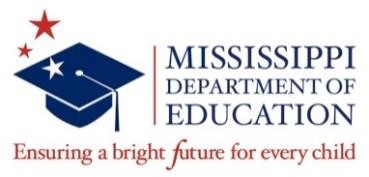 MISSISSIPPI
DEPARTMENT OF
EDUCATION
Ensuring a bright future for every child